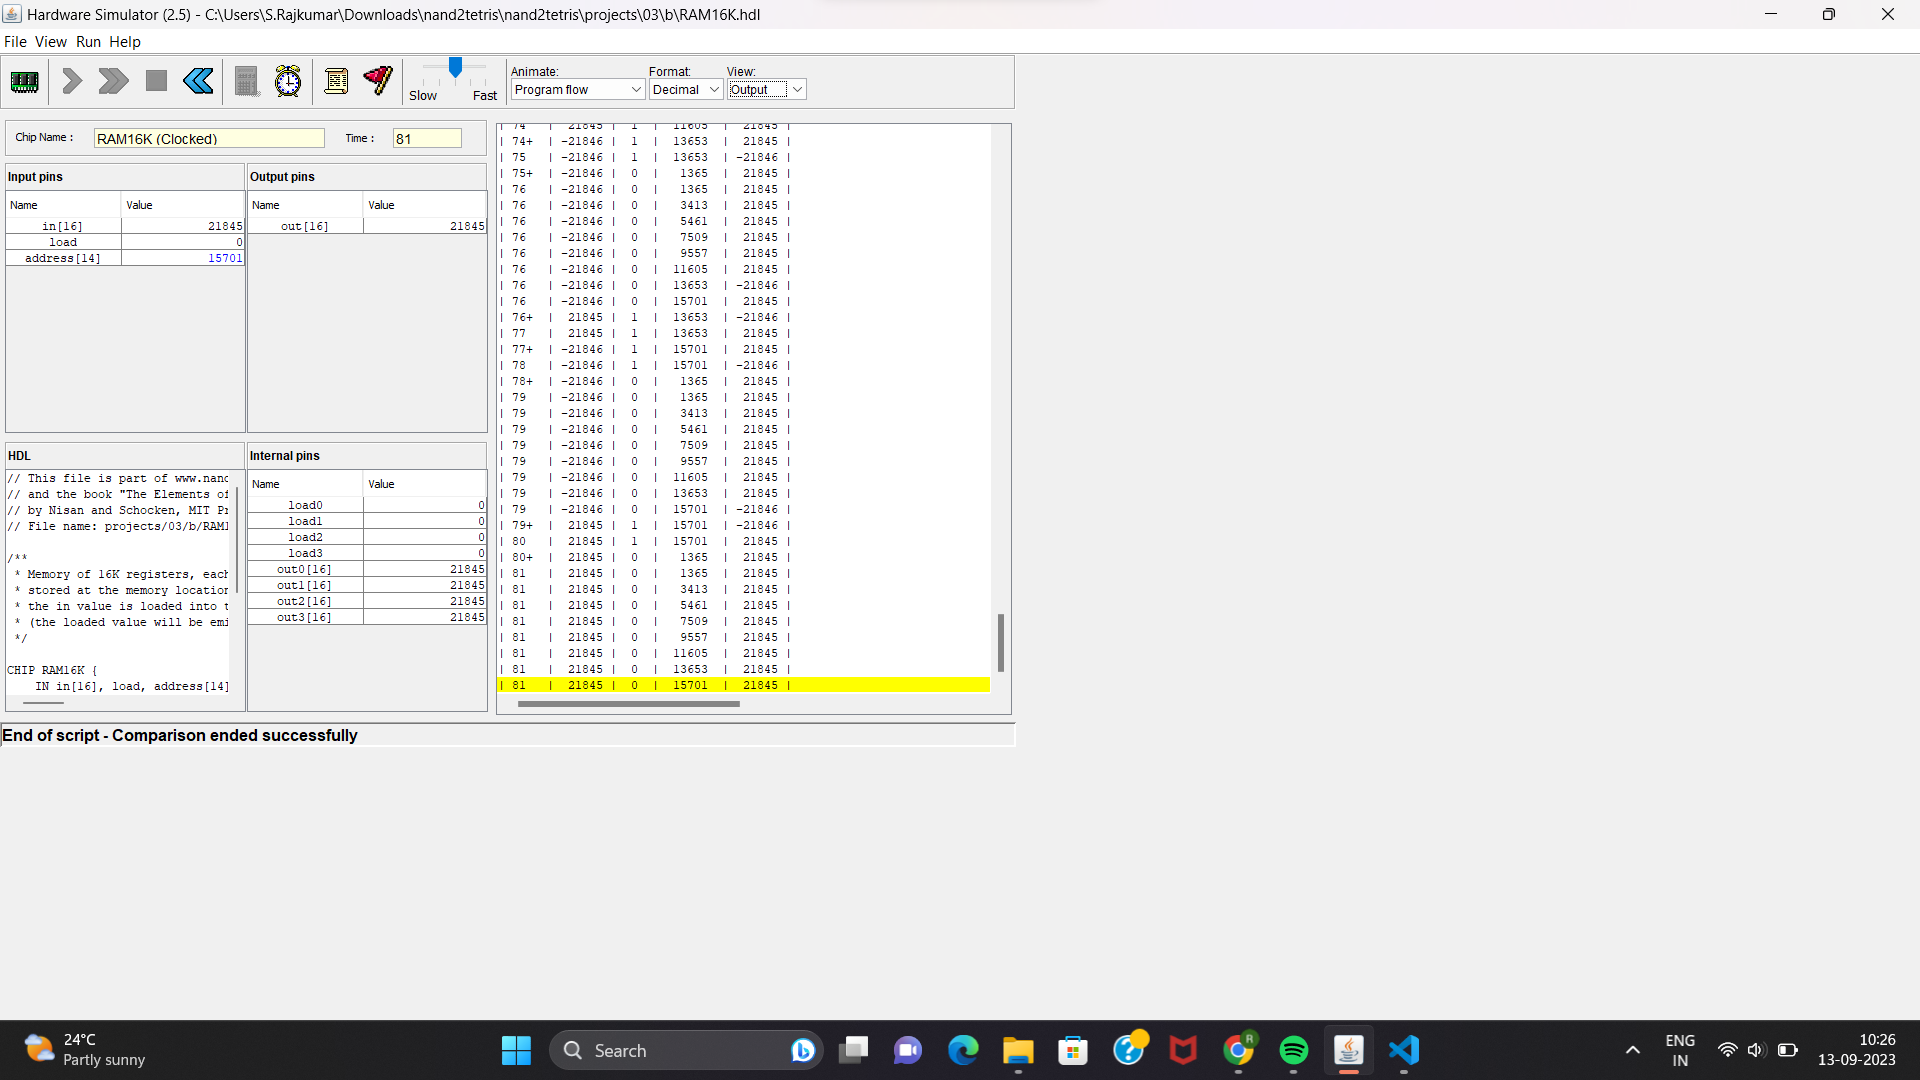 Hardware Simulator (2.5) - C:\Users\S.Rajkumar\Downloads\nand2tetris\nand2tetris\projects\03\b\RAM16K.hdl
File View Run Help
Slow Fast
Animate: Format: View:
Program flow Decimal Output
Chip Name : RAM16K (Clocked) Time : 81
Input pins
Name Value
in[16] 21845
load 0
address[14] 15701
Output pins
Name Value
out[16] 21845
HDL
// This file is part of www.nand
// and the book "The Elements of
// by Nisan and Schocken, MIT Pr
// File name: projects/03/b/RAM1
/**
* Memory of 16K registers, each
* stored at the memory location
* the in value is loaded into t
* (the loaded value will be emi
*/
CHIP RAM16K {
IN in[16], load, address[14]
Internal pins
Name Value
load0 0
load1 0
load2 0
load3 0
out0[16] 21845
out1[16] 21845
out2[16] 21845
out3[16] 21845
| 74 | 21845 | 1 | 11605 | 21845 |
| 74+ | -21846 | 1 | 13653 | 21845 |
| 75 | -21846 | 1 | 13653 | -21846 |
| 75+ | -21846 | 0 | 1365 | 21845 |
| 76 | -21846 | 0 | 1365 | 21845 |
| 76 | -21846 | 0 | 3413 | 21845 |
| 76 | -21846 | 0 | 5461 | 21845 |
| 76 | -21846 | 0 | 7509 | 21845 |
| 76 | -21846 | 0 | 9557 | 21845 |
| 76 | -21846 | 0 | 11605 | 21845 |
| 76 | -21846 | 0 | 13653 | -21846 |
| 76 | -21846 | 0 | 15701 | 21845 |
| 76+ | 21845 | 1 | 13653 | -21846 |
| 77 | 21845 | 1 | 13653 | 21845 |
| 77+ | -21846 | 1 | 15701 | 21845 |
| 78 | -21846 | 1 | 15701 | -21846 |
| 78+ | -21846 | 0 | 1365 | 21845 |
| 79 | -21846 | 0 | 1365 | 21845 |
| 79 | -21846 | 0 | 3413 | 21845 |
| 79 | -21846 | 0 | 5461 | 21845 |
| 79 | -21846 | 0 | 7509 | 21845 |
| 79 | -21846 | 0 | 9557 | 21845 |
| 79 | -21846 | 0 | 11605 | 21845 |
| 79 | -21846 | 0 | 13653 | 21845 |
| 79 | -21846 | 0 | 15701 | -21846 |
| 79+ | 21845 | 1 | 15701 | -21846 |
| 80 | 21845 | 1 | 15701 | 21845 |
| 80+ | 21845 | 0 | 1365 | 21845 |
| 81 | 21845 | 0 | 1365 | 21845 |
| 81 | 21845 | 0 | 3413 | 21845 |
| 81 | 21845 | 0 | 5461 | 21845 |
| 81 | 21845 | 0 | 7509 | 21845 |
| 81 | 21845 | 0 | 9557 | 21845 |
| 81 | 21845 | 0 | 11605 | 21845 |
| 81 | 21845 | 0 | 13653 | 21845 |
| 81 | 21845 | 0 | 15701 | 21845 |
End of script - Comparison ended successfully
24°C
Partly sunny
Search
R
ENG
IN
10:26
13-09-2023